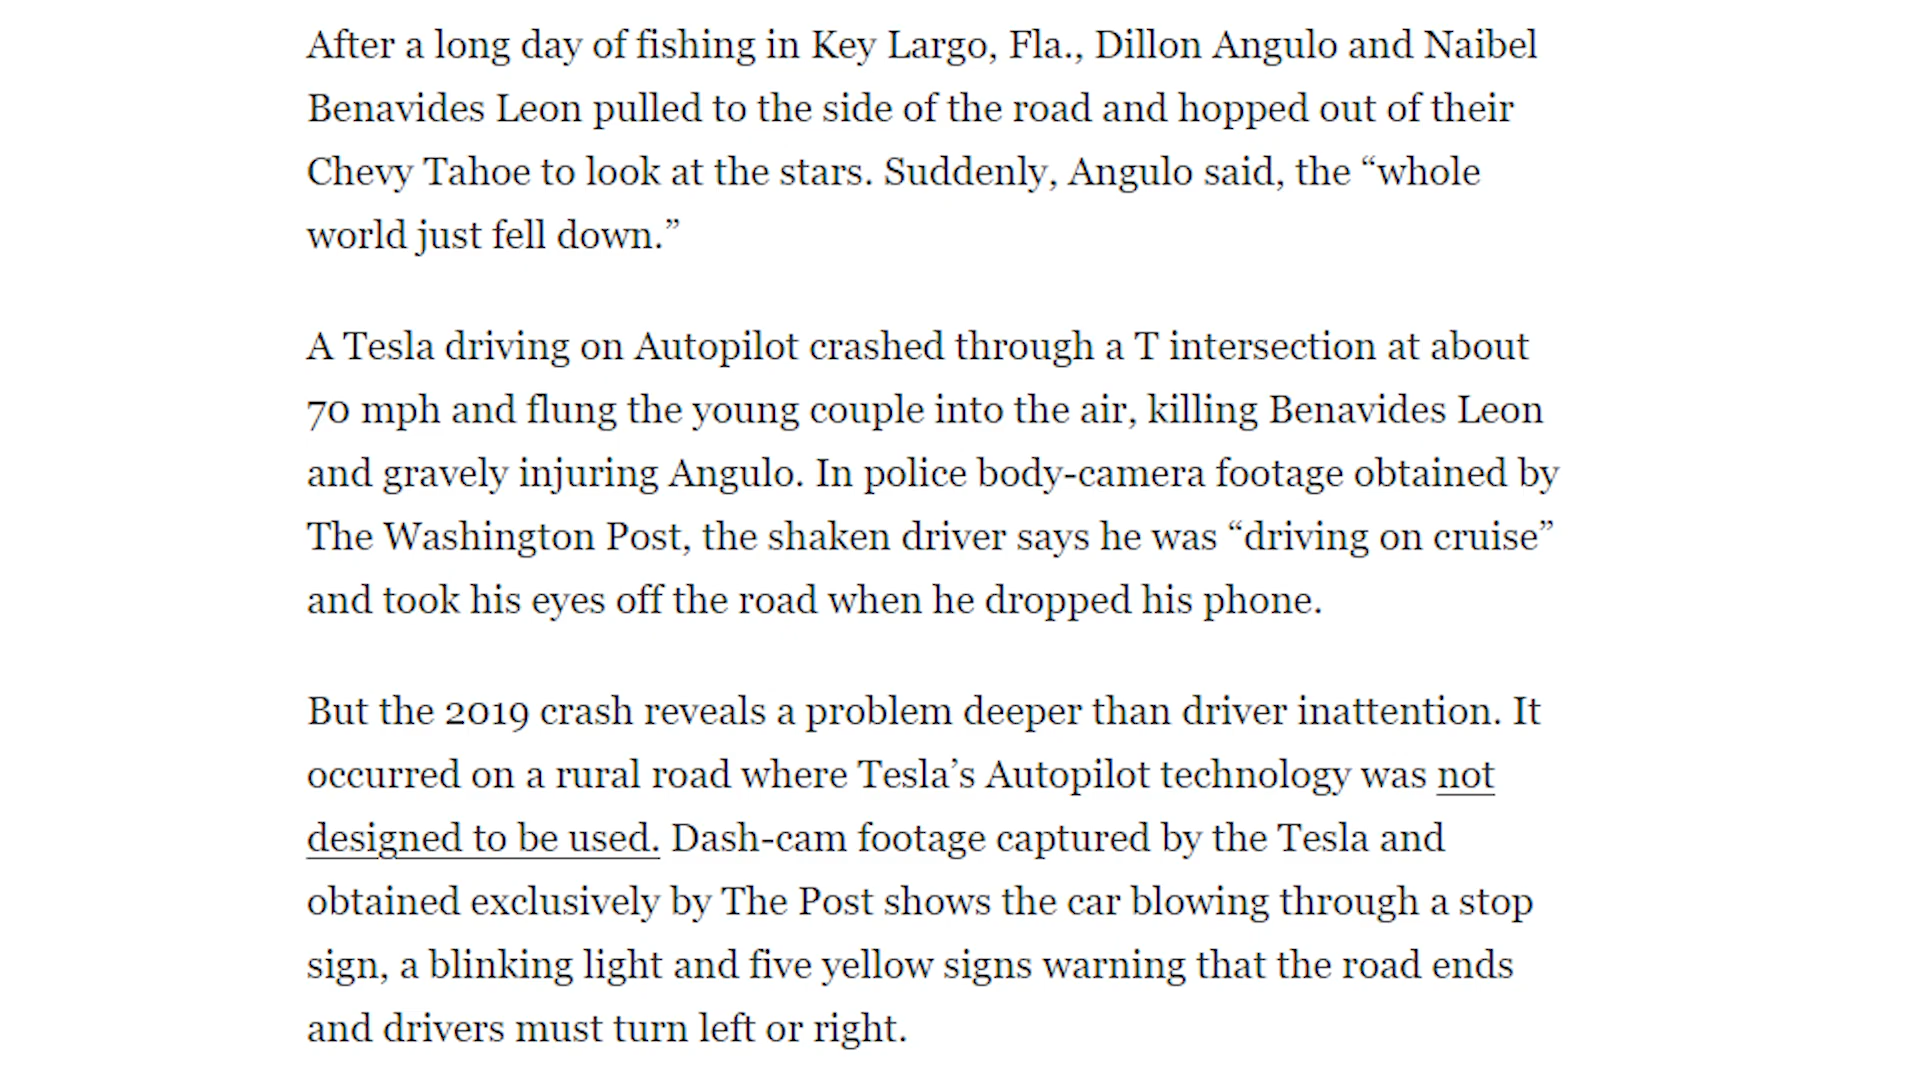 After a long day of fishing in Key Largo, Fla., Dillon Angulo and Naibel
Benavides Leon pulled to the side of the road and hopped out of their
Chevy Tahoe to look at the stars. Suddenly, Angulo said, the “whole
world just fell down.”
A Tesla driving on Autopilot crashed through a T intersection at about
70 mph and flung the young couple into the air, killing Benavides Leon
and gravely injuring Angulo. In police body-camera footage obtained by
The Washington Post, the shaken driver says he was “driving on cruise”
and took his eyes off the road when he dropped his phone.
But the 2019 crash reveals a problem deeper than driver inattention. It
occurred on a rural road where Tesla’s Autopilot technology was not
designed to be used. Dash-cam footage captured by the Tesla and
obtained exclusively by The Post shows the car blowing through a stop
sign, a blinking light and five yellow signs warning that the road ends
and drivers must turn left or right.